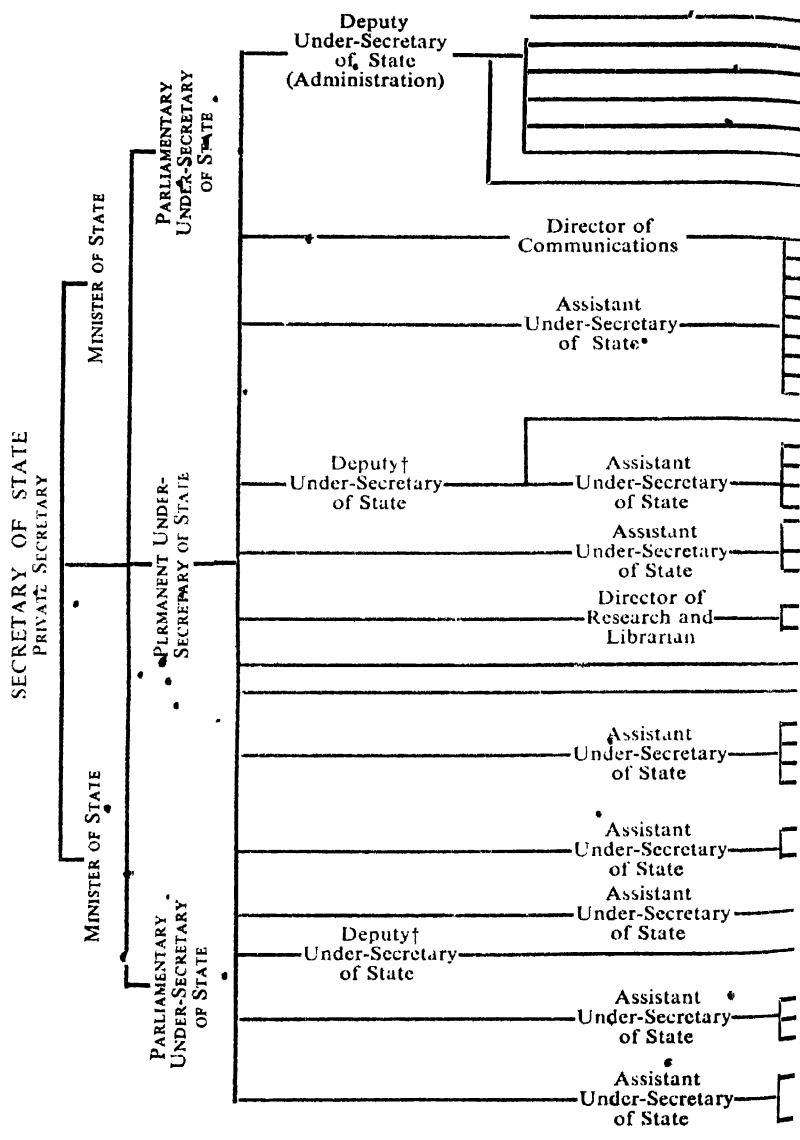 SECRETARY OF STATE
PRIVATE SECRETARY
MINISTER OF STATE
MINISTER OF STATE
PARLIAMENTARY
UNDER-SECRETARY
OF STATE
PERMANENT UNDER-
SECRETARY OF STATE
PARLIAMENTARY
UNDER-SECRETARY
OF STATE
Deputy
Under-Secretary
of State
(Administration)
Director of
Communications
Assistant
Under-Secretary
of State
Deputy†
Under-Secretary
of State
Assistant
Under-Secretary
of State
Assistant
Under-Secretary
of State
Director of
Research and
Librarian
Assistant
Under-Secretary
of State
Assistant
Under-Secretary
of State
Assistant
Under-Secretary
Deputy†
Under-Secretary
of State
Assistant
Under-Secretary
of State
Assistant
Under-Secretary
of State